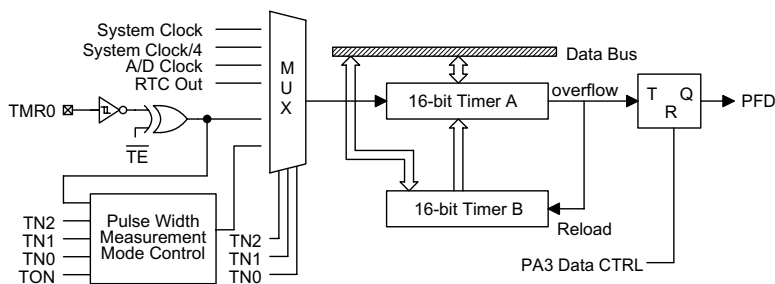 System Clock
System Clock/4
A/D Clock
RTC Out
M
U
X
Data Bus
TMR0
16-bit Timer A
overflow
T Q
R
PFD
TE
16-bit Timer B
Reload
Pulse Width
Measurement
Mode Control
TN2
TN1
TN0
TON
TN2
TN1
TN0
PA3 Data CTRL